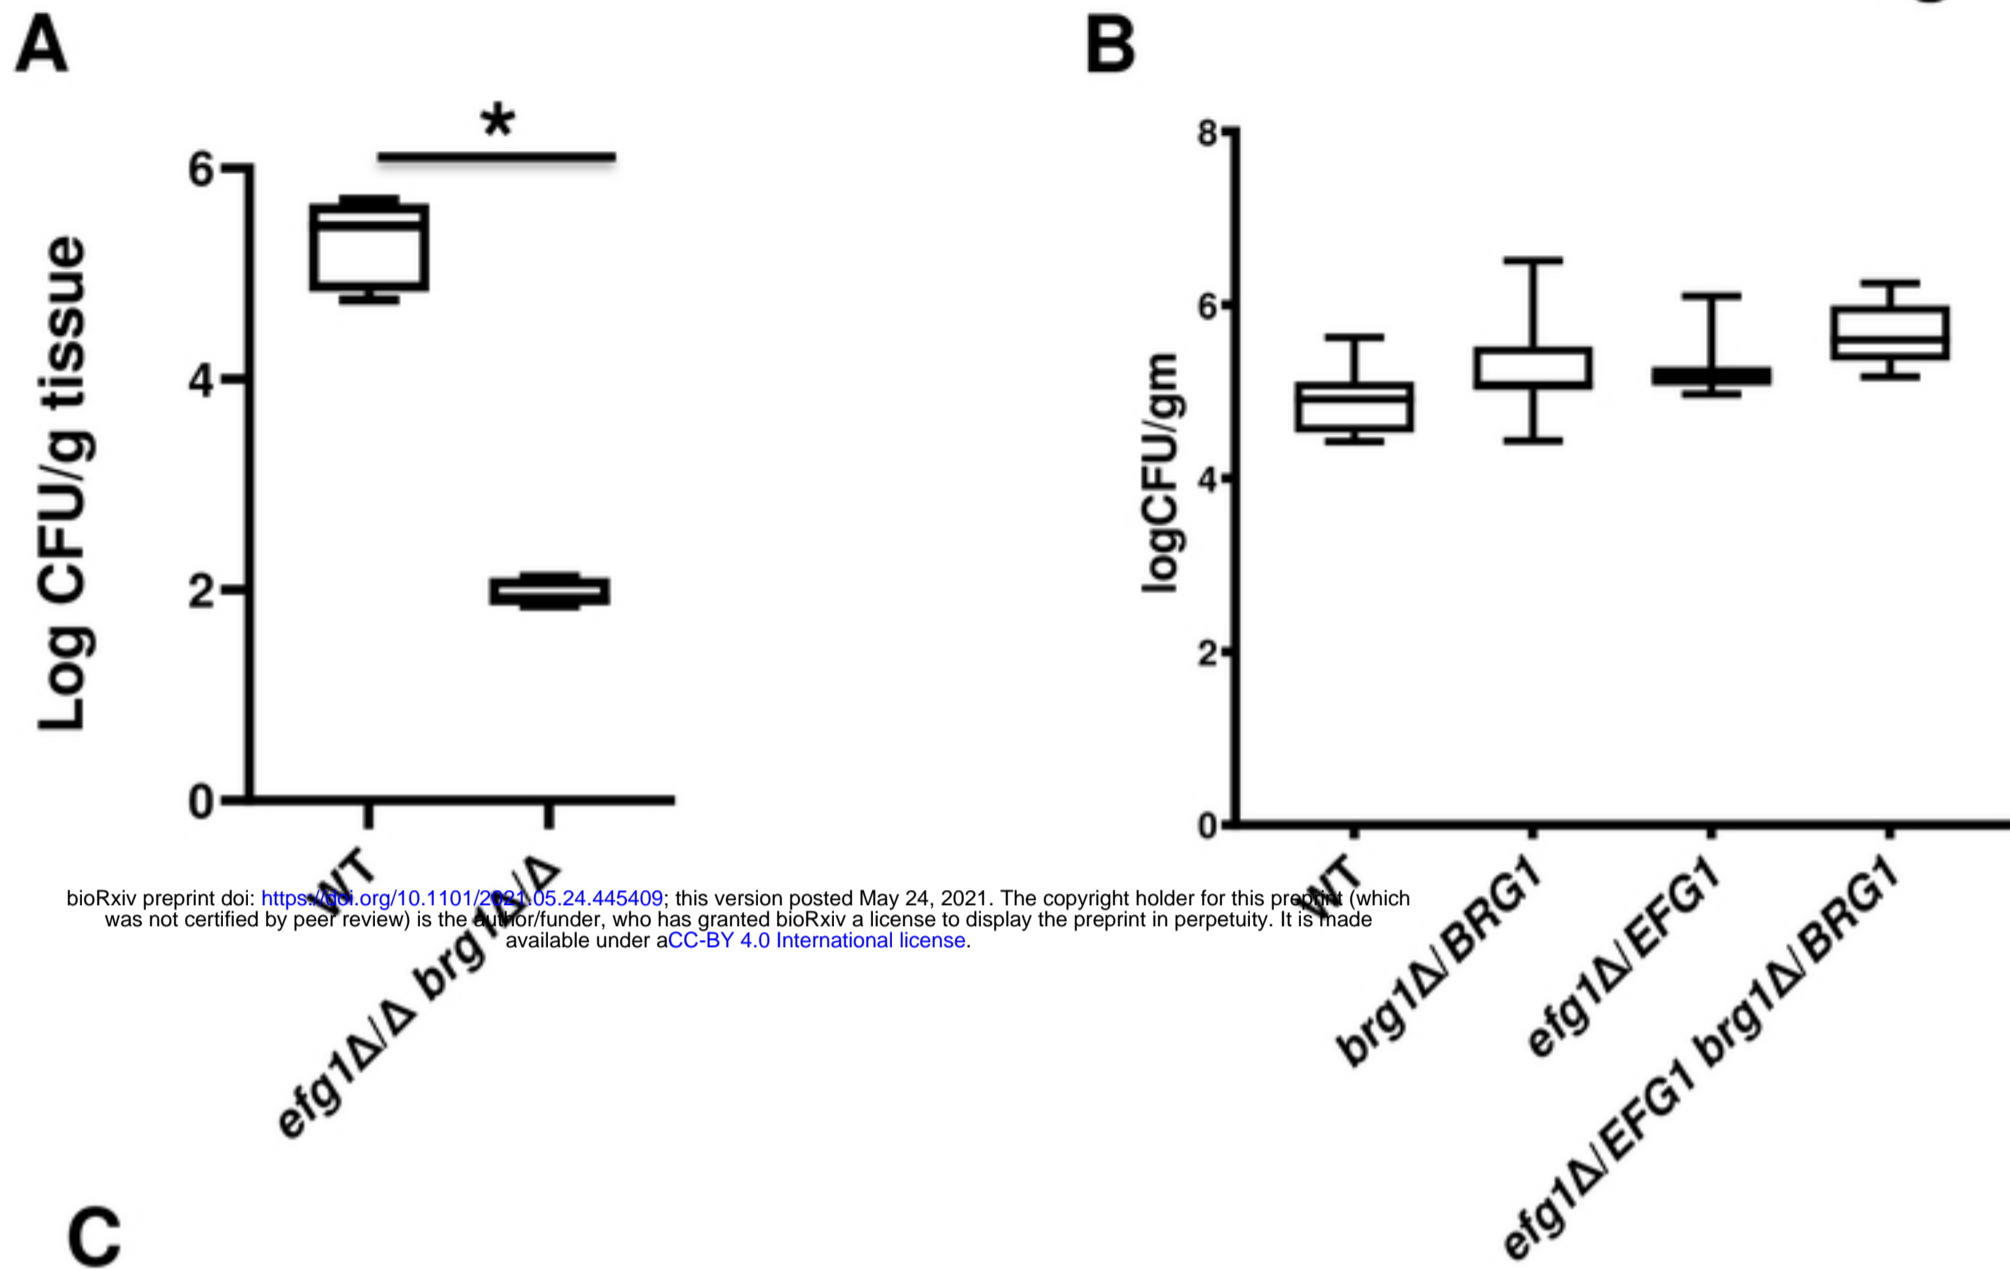 A
B
*
Log CFU/g tissue
6
4
2
0
WT
efg1Δ/Δ brg1Δ/Δ
logCFU/gm
8
6
4
2
0
WT
brg1Δ/BRG1
efg1Δ/EFG1
efg1Δ/EFG1 brg1Δ/BRG1
bioRxiv preprint doi: https://doi.org/10.1101/2021.05.24.445409; this version posted May 24, 2021. The copyright holder for this preprint (which
was not certified by peer review) is the author/funder, who has granted bioRxiv a license to display the preprint in perpetuity. It is made
available under aCC-BY 4.0 International license.
C